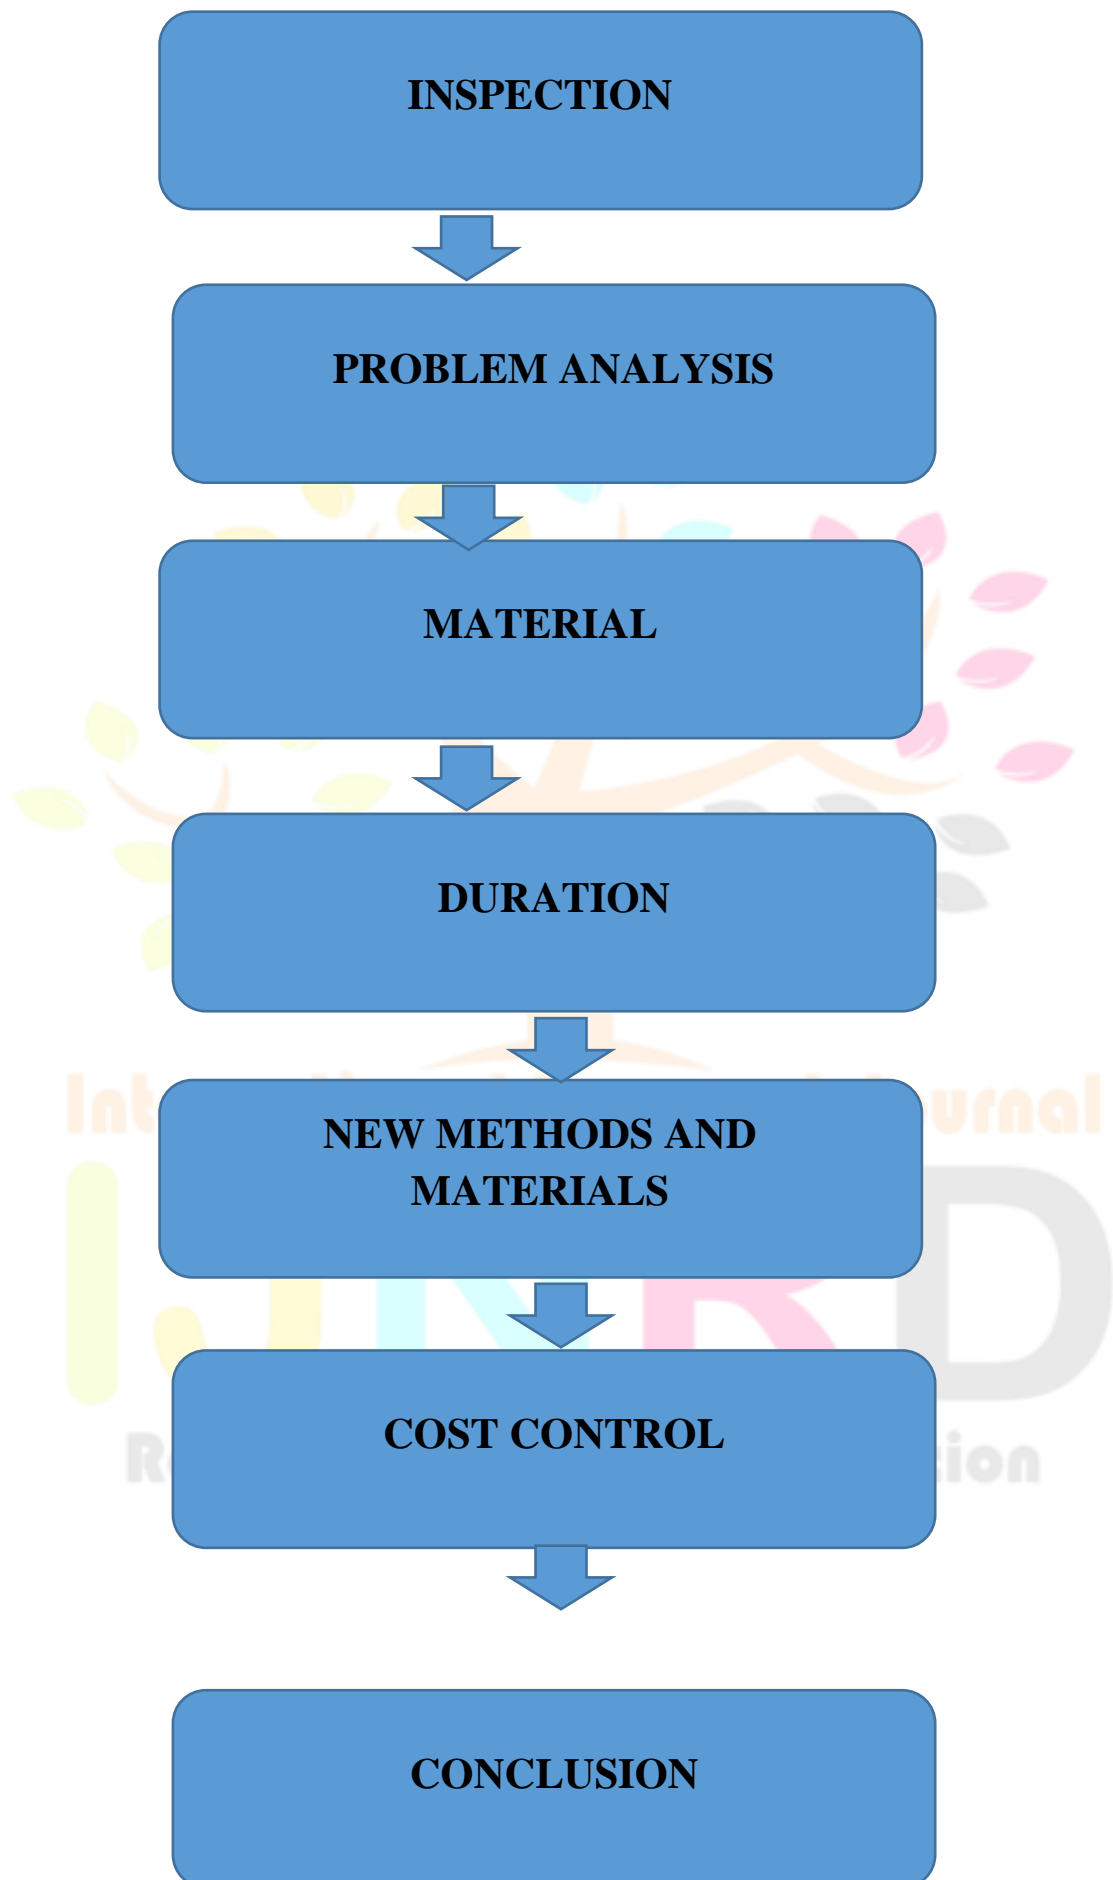 INSPECTION
PROBLEM ANALYSIS
MATERIAL
DURATION
NEW METHODS AND
MATERIALS
COST CONTROL
CONCLUSION